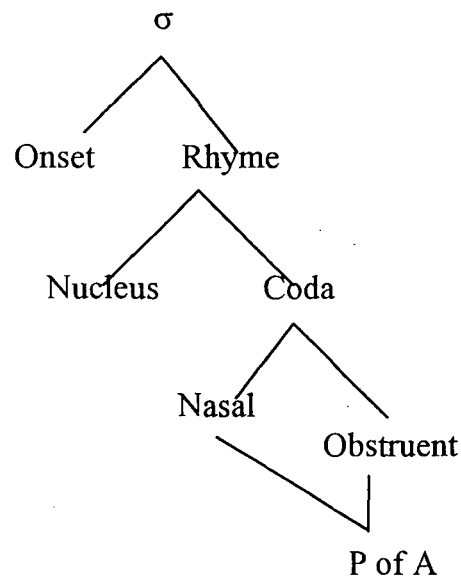 σ
Onset Rhyme
Nucleus Coda
Nasal
Obstruent
P of A